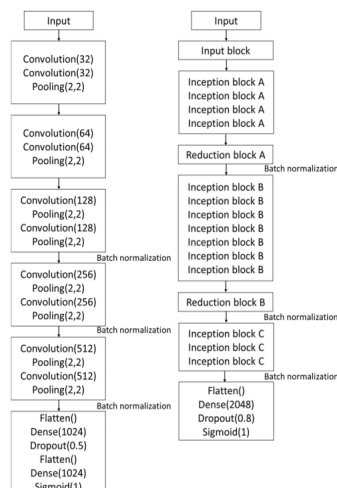 Input
Convolution(32)
Convolution(32)
Pooling(2,2)
Convolution(64)
Convolution(64)
Pooling(2,2)
Convolution(128)
Pooling(2,2)
Convolution(128)
Pooling(2,2)
Batch normalization
Convolution(256)
Pooling(2,2)
Convolution(256)
Pooling(2,2)
Batch normalization
Convolution(512)
Pooling(2,2)
Convolution(512)
Pooling(2,2)
Batch normalization
Flatten()
Dense(1024)
Dropout(0.5)
Flatten()
Dense(1024)
Sigmoid(1)
Input
Input block
Inception block A
Inception block A
Inception block A
Inception block A
Reduction block A
Batch normalization
Inception block B
Inception block B
Inception block B
Inception block B
Inception block B
Inception block B
Inception block B
Reduction block B
Batch normalization
Inception block C
Inception block C
Inception block C
Batch normalization
Flatten()
Dense(2048)
Dropout(0.8)
Sigmoid(1)